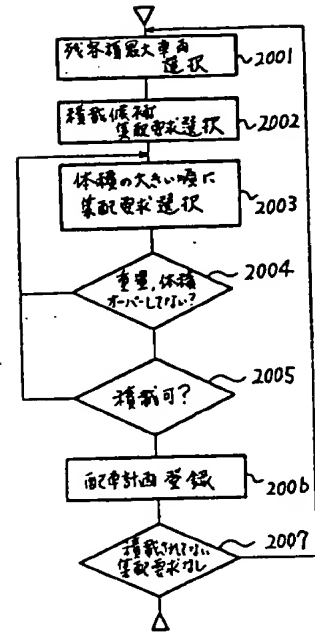 残容積最大車両
選択
2001
積載候補
集配要求選択
2002
体積の大きい順に
集配要求選択
2003
重量,体積
オーバーしてない?
2004
積載可?
2005
配車計画登録
2006
積載されてない
集配要求なし
2007